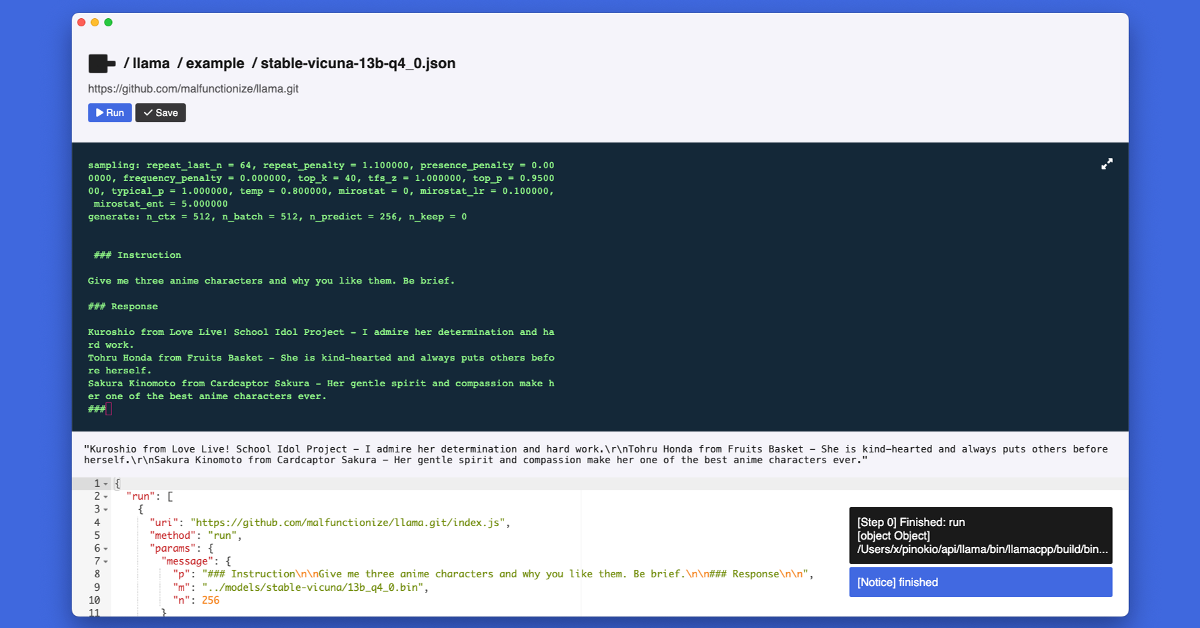 / llama / example / stable-vicuna-13b-q4_0.json
https://github.com/malfunctionize/llama.git
Run Save
sampling: repeat_last_n = 64, repeat_penalty = 1.100000, presence_penalty = 0.00
0000, frequency_penalty = 0.000000, top_k = 40, tfs_z = 1.000000, top_p = 0.9500
00, typical_p = 1.000000, temp = 0.800000, mirostat = 0, mirostat_lr = 0.100000,
mirostat_ent = 5.000000
generate: n_ctx = 512, n_batch = 512, n_predict = 256, n_keep = 0
### Instruction
Give me three anime characters and why you like them. Be brief.
### Response
Kuroshio from Love Live! School Idol Project – I admire her determination and ha
rd work.
Tohru Honda from Fruits Basket – She is kind-hearted and always puts others befo
re herself.
Sakura Kinomoto from Cardcaptor Sakura – Her gentle spirit and compassion make h
er one of the best anime characters ever.
###
"Kuroshio from Love Live! School Idol Project – I admire her determination and hard work.\r\nTohru Honda from Fruits Basket – She is kind-hearted and always puts others before
herself.\r\nSakura Kinomoto from Cardcaptor Sakura – Her gentle spirit and compassion make her one of the best anime characters ever."
1 {
2 "run": [
3 {
4 "uri": "https://github.com/malfunctionize/llama.git/index.js",
5 "method": "run",
6 "params": {
7 "message": {
8 "p": "### Instruction\n\nGive me three anime characters and why you like them. Be brief.\n\n### Response\n\n",
9 "m": "../models/stable-vicuna/13b_q4_0.bin",
10 "n": 256
11 }
[Step 0] Finished: run
[object Object]
/Users/x/pinokio/api/llama/bin/llamacpp/build/bin...
[Notice] finished